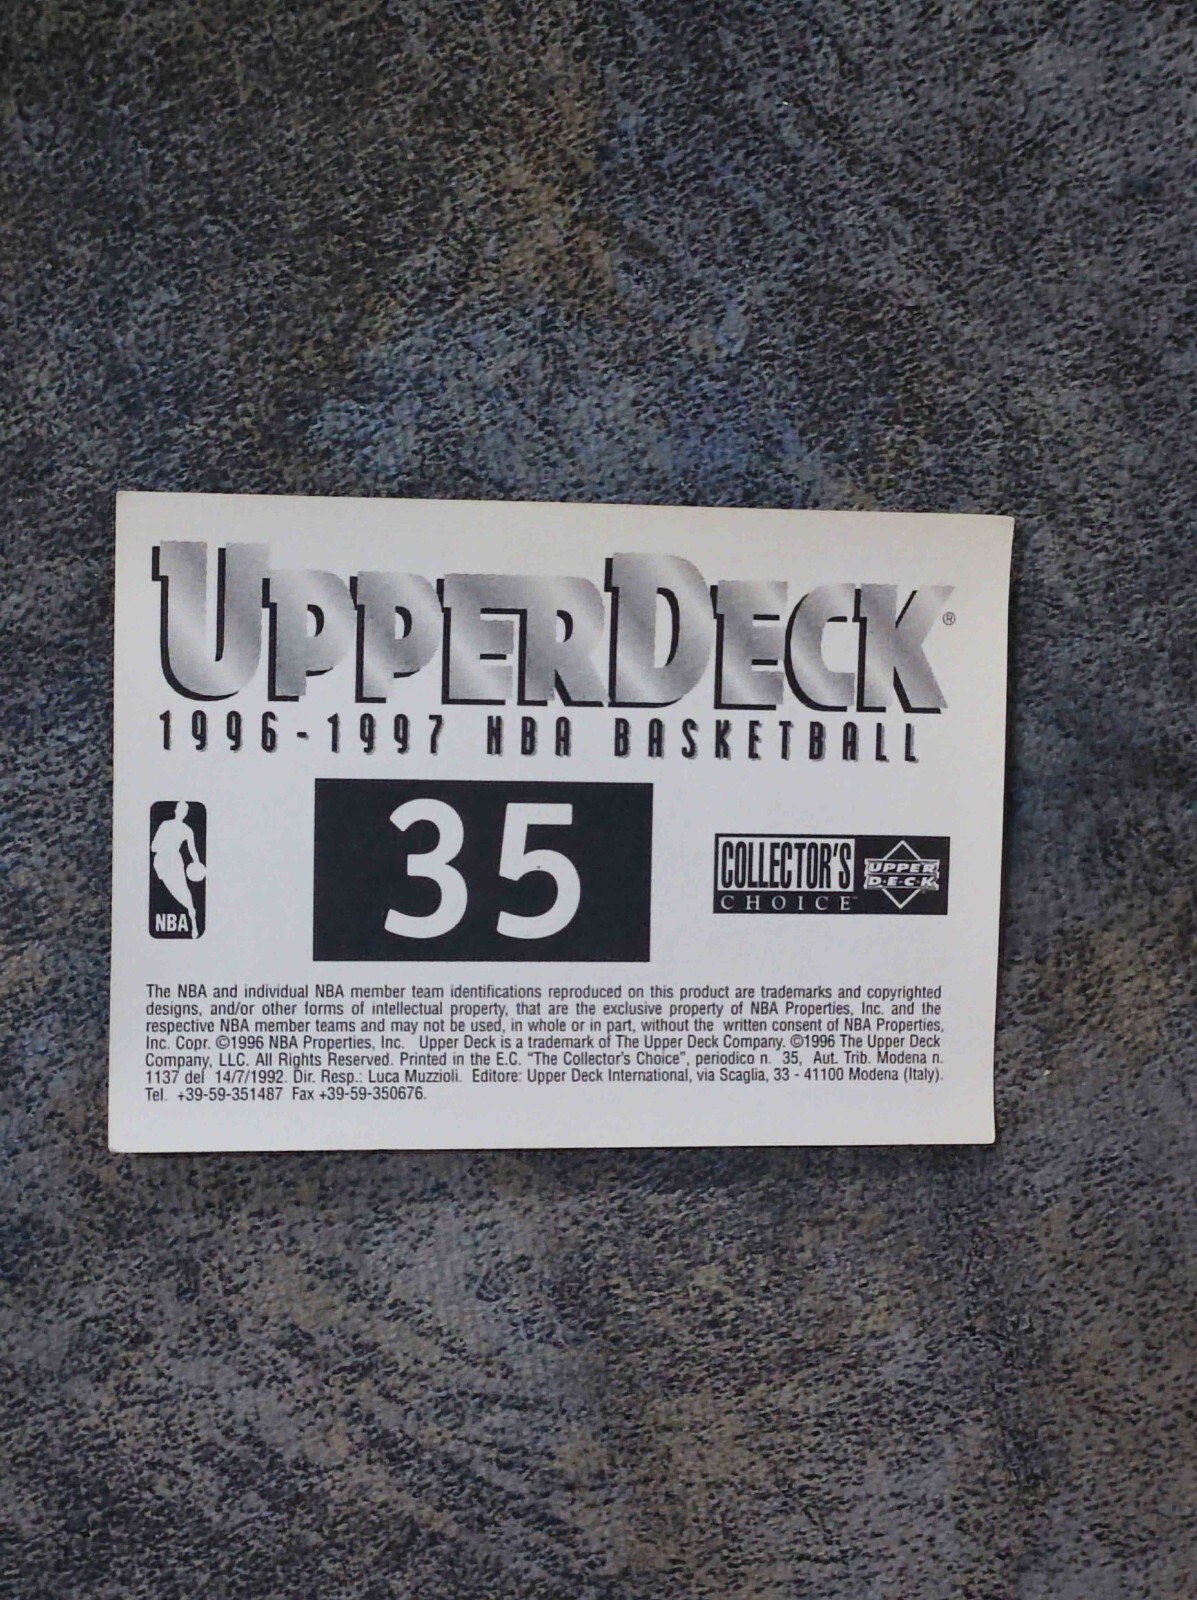 UPPER DECK®
1996-1997 NBA BASKETBALL
35
NBA
COLLECTOR'S
CHOICE™
UPPER
D·E·C·K
The NBA and individual NBA member team identifications reproduced on this product are trademarks and copyrighted
designs, and/or other forms of intellectual property, that are the exclusive property of NBA Properties, Inc. and the
respective NBA member teams and may not be used, in whole or in part, without the written consent of NBA Properties,
Inc. Copr. ©1996 NBA Properties, Inc. Upper Deck is a trademark of The Upper Deck Company. ©1996 The Upper Deck
Company, LLC. All Rights Reserved. Printed in the E.C. "The Collector's Choice", periodico n. 35, Aut. Trib. Modena n.
1137 del 14/7/1992. Dir. Resp.: Luca Muzzioli. Editore: Upper Deck International, via Scaglia, 33 - 41100 Modena (Italy).
Tel. +39-59-351487 Fax +39-59-350676.